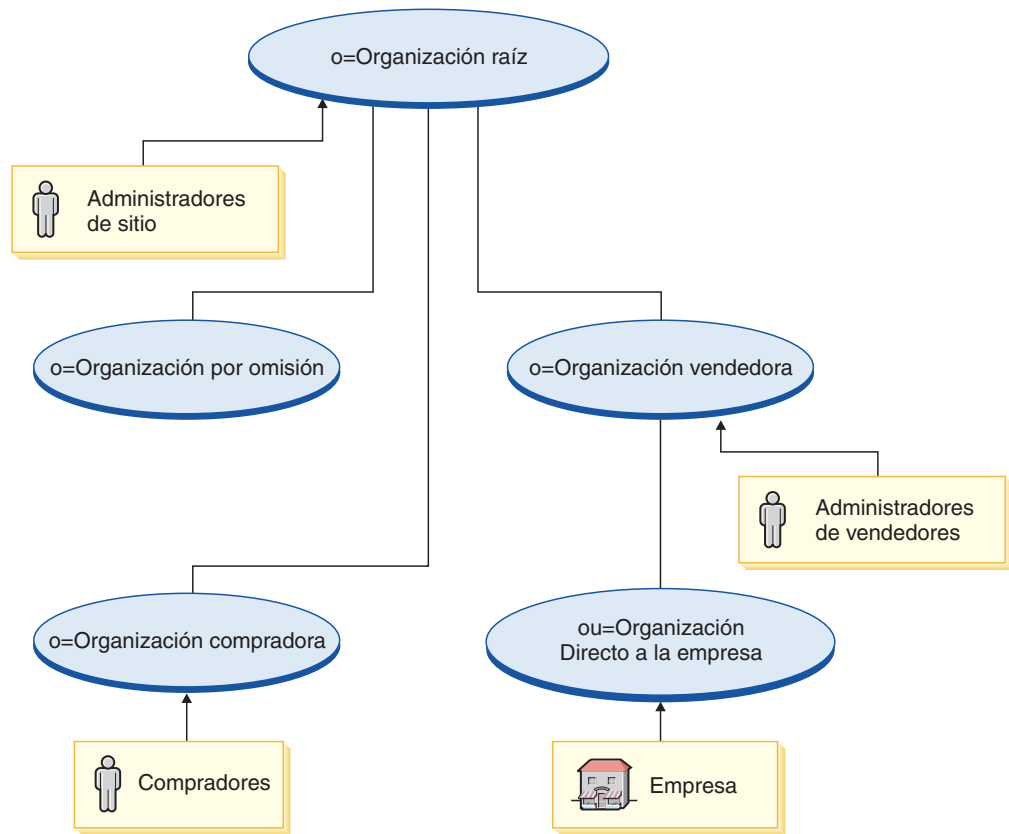 o=Organización raíz
Administradores
de sitio
o=Organización por omisión
o=Organización vendedora
Administradores
de vendedores
o=Organización compradora
ou=Organización
Directo a la empresa
Compradores
Empresa